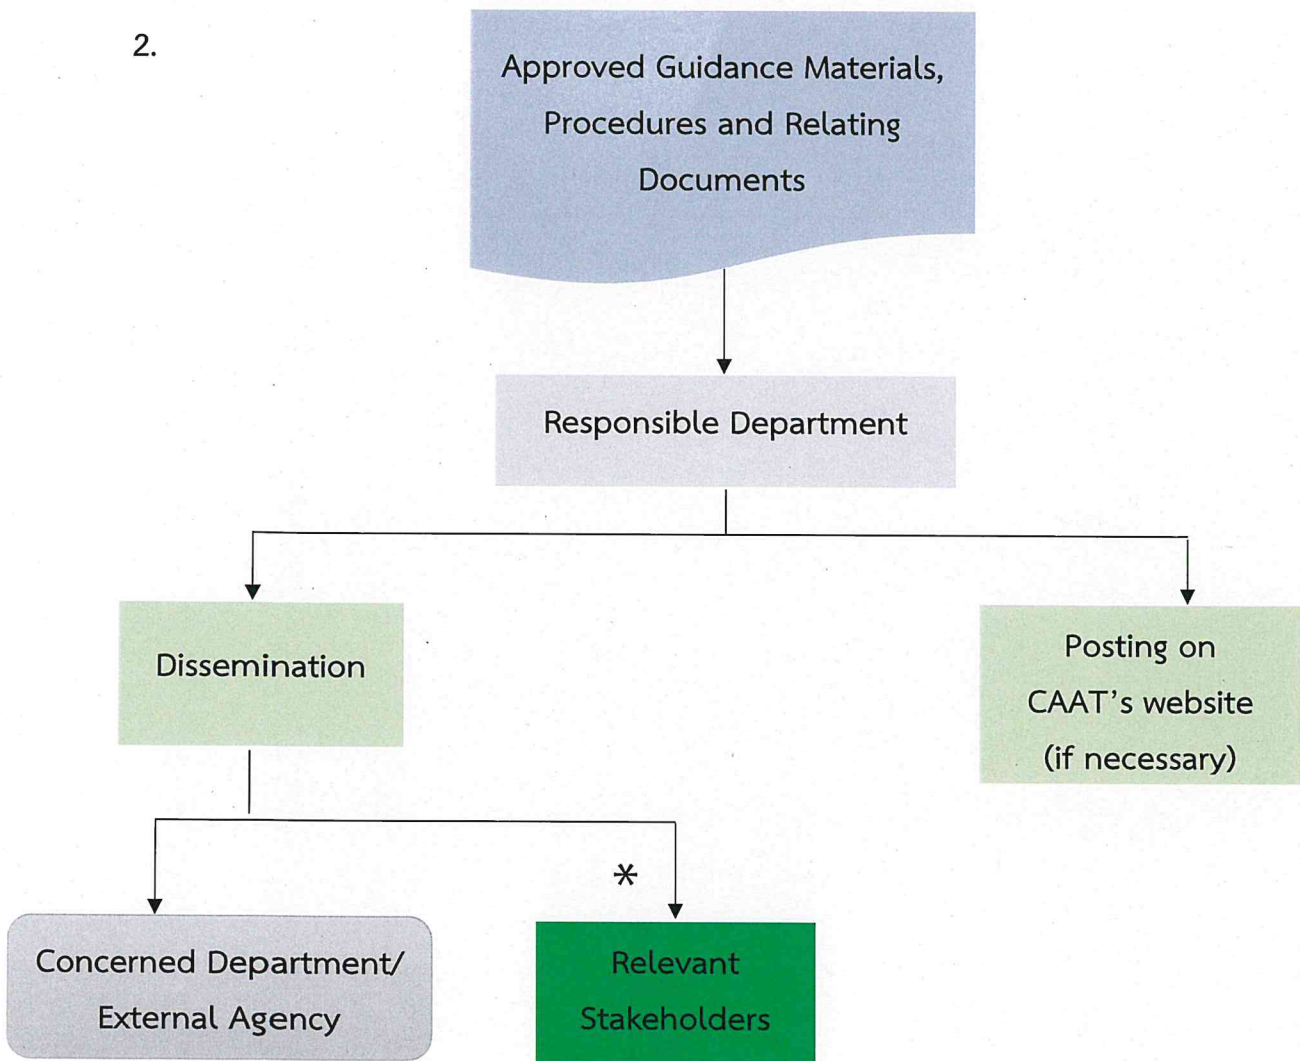 2.
Approved Guidance Materials,
Procedures and Relating
Documents
Responsible Department
Dissemination
Posting on
CAAT's website
(if necessary)
*
Concerned Department/
External Agency
Relevant
Stakeholders